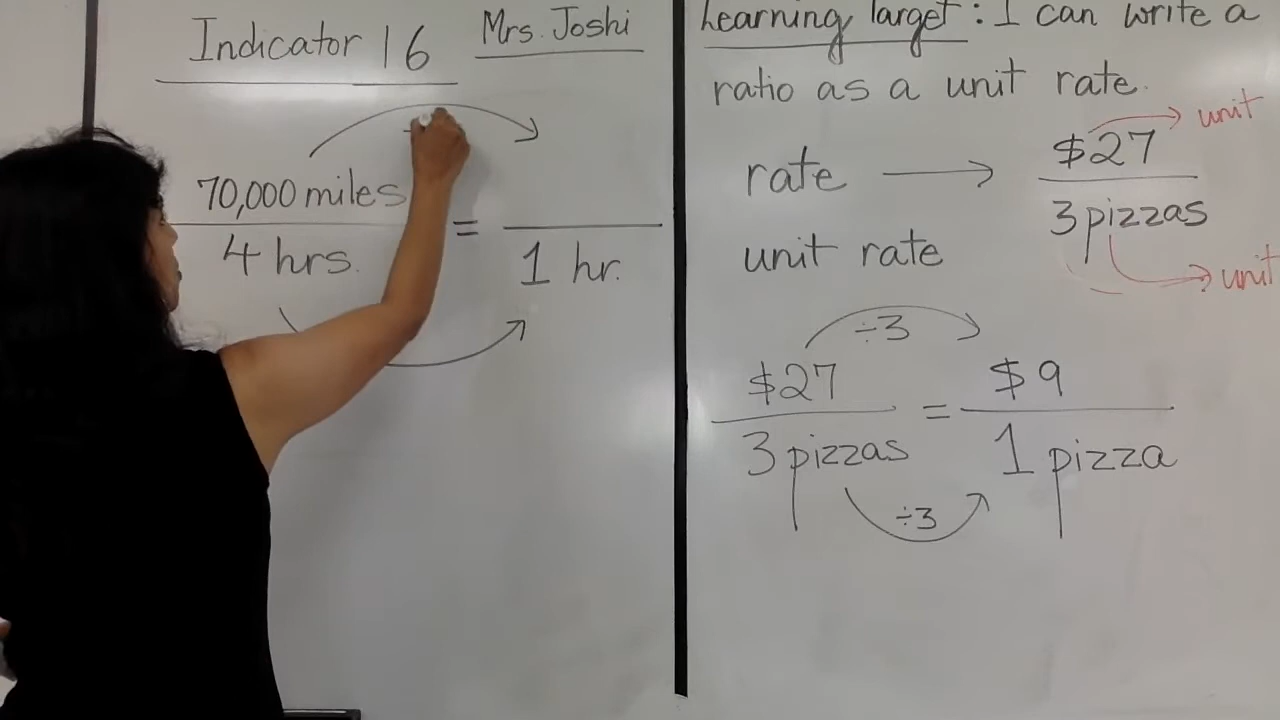 Indicator 16
Mrs. Joshi
70,000 miles
4 hrs.
=
1 hr.
Learning Target : I can write a
ratio as a unit rate.
rate → $27
3 pizzas
unit
unit
unit rate
÷3
$27
3 pizzas
=
$9
1 pizza
÷3